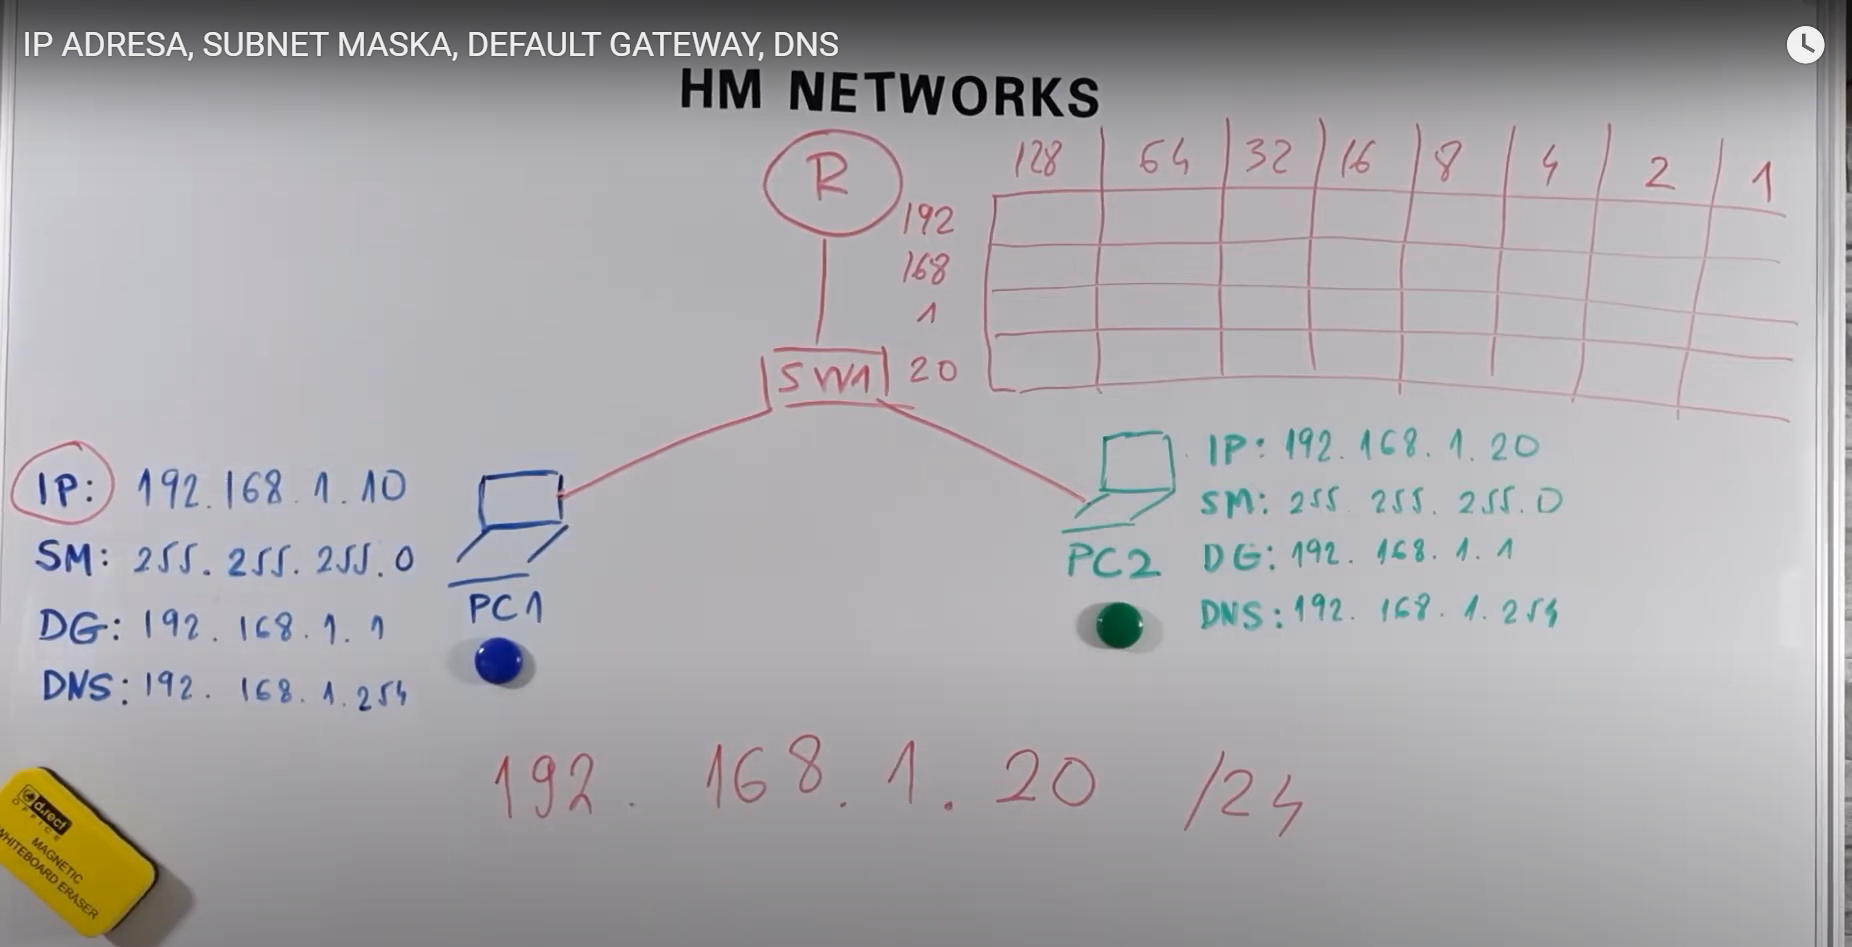 IP ADRESA, SUBNET MASKA, DEFAULT GATEWAY, DNS
HM NETWORKS
R
128 64 32 16 8 4 2 1
192
168
1
20
SW1
IP: 192.168.1.10
SM: 255.255.255.0
DG: 192.168.1.1
DNS: 192.168.1.254
PC1
IP: 192.168.1.20
SM: 255.255.255.0
DG: 192.168.1.1
DNS: 192.168.1.254
PC2
192.168.1.20 /24
d.rect
OFFICE
MAGNETIC
WHITEBOARD ERASER